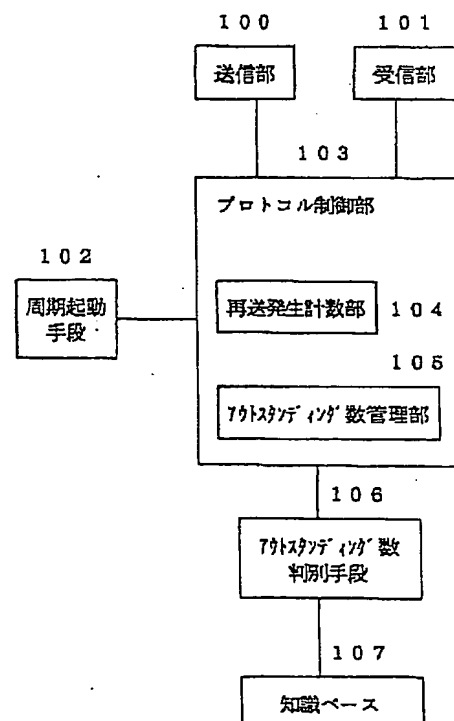 100
101
送信部
受信部
103
プロトコル制御部
102
周期起動
手段
再送発生計数部
104
105
ｱｳﾄｽﾀﾝﾃﾞｨﾝｸﾞ数管理部
106
ｱｳﾄｽﾀﾝﾃﾞｨﾝｸﾞ数
判別手段
107
知識ベース